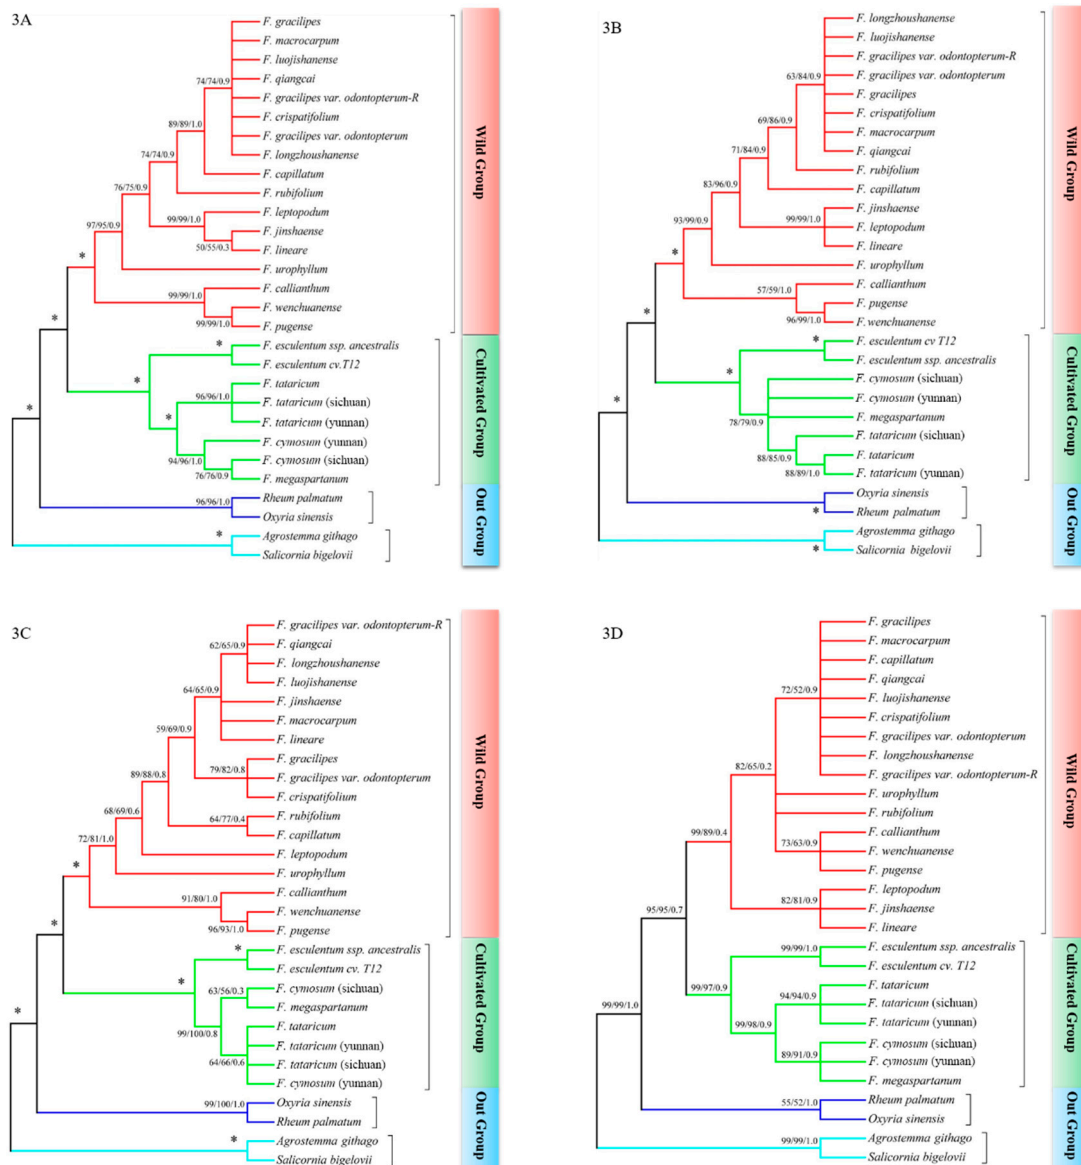 3A
F. gracilipes
F. macrocarpum
F. luojishanense
F. qiangcai
74/74/0.9
F. gracilipes var. odontopterum-R
F. crispatifolium
89/89/1.0
F. gracilipes var. odontopterum
F. longzhoushanense
74/74/0.9
F. capillatum
76/75/0.9
F. rubifolium
F. leptopodum
99/99/1.0
97/95/0.9
F. jinshaense
50/55/0.3
F. lineare
*
F. urophyllum
F. callianthum
99/99/1.0
F. wenchuanense
99/99/1.0
F. pugense
*
F. esculentum ssp. ancestralis
*
F. esculentum cv.T12
*
F. tataricum
96/96/1.0
F. tataricum (sichuan)
*
F. tataricum (yunnan)
*
F. cymosum (yunnan)
94/96/1.0
F. cymosum (sichuan)
76/76/0.9
F. megaspartanum
Rheum palmatum
96/96/1.0
Oxyria sinensis
*
Agrostemma githago
Salicornia bigelovii
Wild Group
Cultivated Group
Out Group
3B
F. longzhoushanense
F. luojishanense
F. gracilipes var. odontopterum-R
F. gracilipes var. odontopterum
63/84/0.9
F. gracilipes
F. crispatifolium
69/86/0.9
F. macrocarpum
71/84/0.9
F. qiangcai
F. rubifolium
83/96/0.9
F. capillatum
F. jinshaense
93/99/0.9
99/99/1.0
F. leptopodum
F. lineare
*
F. urophyllum
F. callianthum
57/59/1.0
F. pugense
96/99/1.0
F. wenchuanense
*
F. esculentum cv T12
*
F. esculentum ssp. ancestralis
*
F. cymosum (sichuan)
F. cymosum (yunnan)
*
F. megaspartanum
78/79/0.9
F. tataricum (sichuan)
88/85/0.9
F. tataricum
88/89/1.0
F. tataricum (yunnan)
Oxyria sinensis
*
Rheum palmatum
Agrostemma githago
*
Salicornia bigelovii
Wild Group
Cultivated Group
Out Group
3C
F. gracilipes var. odontopterum-R
F. qiangcai
62/65/0.9
F. longzhoushanense
F. luojishanense
64/65/0.9
F. jinshaense
F. macrocarpum
59/69/0.9
F. lineare
F. gracilipes
79/82/0.8
F. gracilipes var. odontopterum
89/88/0.8
F. crispatifolium
F. rubifolium
64/77/0.4
68/69/0.6
F. capillatum
72/81/1.0
F. leptopodum
*
F. urophyllum
F. callianthum
91/80/1.0
F. wenchuanense
96/93/1.0
F. pugense
*
F. esculentum ssp. ancestralis
*
F. esculentum cv. T12
*
F. cymosum (sichuan)
63/56/0.3
F. megaspartanum
*
F. tataricum
99/100/0.8
F. tataricum (yunnan)
64/66/0.6
F. tataricum (sichuan)
F. cymosum (yunnan)
Oxyria sinensis
99/100/1.0
Rheum palmatum
*
Agrostemma githago
Salicornia bigelovii
Wild Group
Cultivated Group
Out Group
3D
F. gracilipes
F. macrocarpum
F. capillatum
F. qiangcai
72/52/0.9
F. luojishanense
F. crispatifolium
F. gracilipes var. odontopterum
F. longzhoushanense
82/65/0.2
F. gracilipes var. odontopterum-R
F. urophyllum
F. rubifolium
99/89/0.4
F. callianthum
73/63/0.9
F. wenchuanense
F. pugense
F. leptopodum
82/81/0.9
F. jinshaense
95/95/0.7
F. lineare
F. esculentum ssp. ancestralis
99/99/1.0
F. esculentum cv. T12
F. tataricum
99/97/0.9
94/94/0.9
F. tataricum (sichuan)
99/99/1.0
F. tataricum (yunnan)
99/98/0.9
F. cymosum (sichuan)
89/91/0.9
F. cymosum (yunnan)
F. megaspartanum
Rheum palmatum
55/52/1.0
Oxyria sinensis
Agrostemma githago
99/99/1.0
Salicornia bigelovii
Wild Group
Cultivated Group
Out Group